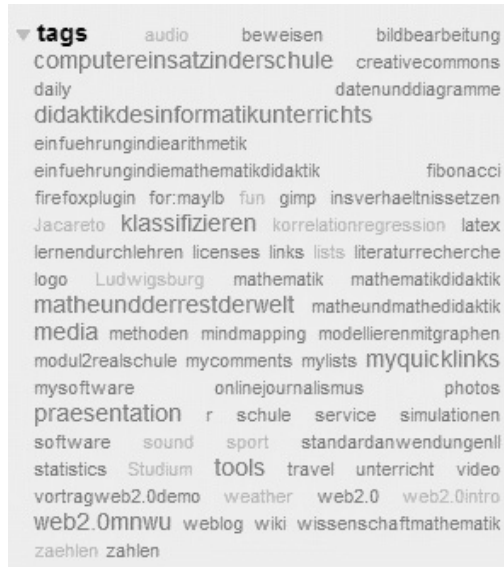 tags audio beweisen bildbearbeitung
computereinsatzinderschule creativecommons
daily datenunddiagramme
didaktikdesinformatikunterrichts
einfuehrungindiearithmetik
einfuehrungindiemathematikdidaktik fibonacci
firefoxplugin for:maylb fun gimp insverhaeltnissetzen
Jacareto klassifizieren korrelationregression latex
lernendurchlehren licenses links lists literaturrecherche
logo Ludwigsburg mathematik mathematikdidaktik
matheundderrestderwelt matheundmathedidaktik
media methoden mindmapping modellierenmitgraphen
modul2realschule mycomments mylists myquicklinks
mysoftware onlinejournalismus photos
praesentation r schule service simulationen
software sound sport standardanwendungenII
statistics Studium tools travel unterricht video
vortragweb2.0demo weather web2.0 web2.0intro
web2.0mnwu weblog wiki wissenschaftmathematik
zaehlen zahlen